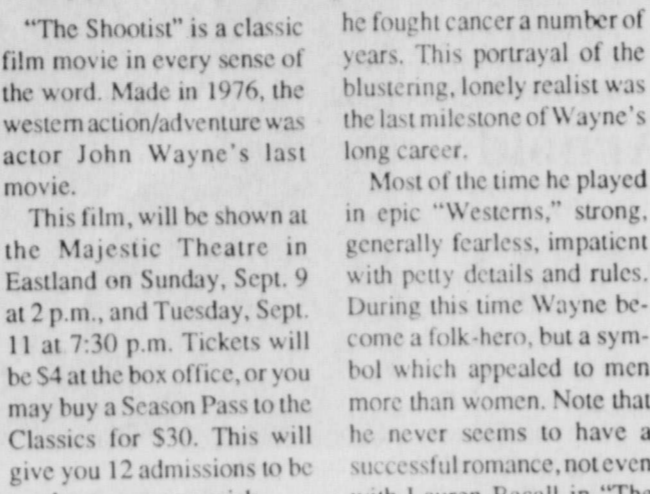 "The Shootist" is a classic
film movie in every sense of
the word. Made in 1976, the
western action/adventure was
actor John Wayne's last
movie.
This film, will be shown at
the Majestic Theatre in
Eastland on Sunday, Sept. 9
at 2 p.m., and Tuesday, Sept.
11 at 7:30 p.m. Tickets will
be $4 at the box office, or you
may buy a Season Pass to the
Classics for $30. This will
give you 12 admissions to be
he fought cancer a number of
years. This portrayal of the
blustering, lonely realist was
the last milestone of Wayne's
long career.
Most of the time he played
in epic "Westerns," strong,
generally fearless, impatient
with petty details and rules.
During this time Wayne be-
come a folk-hero, but a sym-
bol which appealed to men
more than women. Note that
he never seems to have a
successful romance, not even
with Lauren Bacall in "The